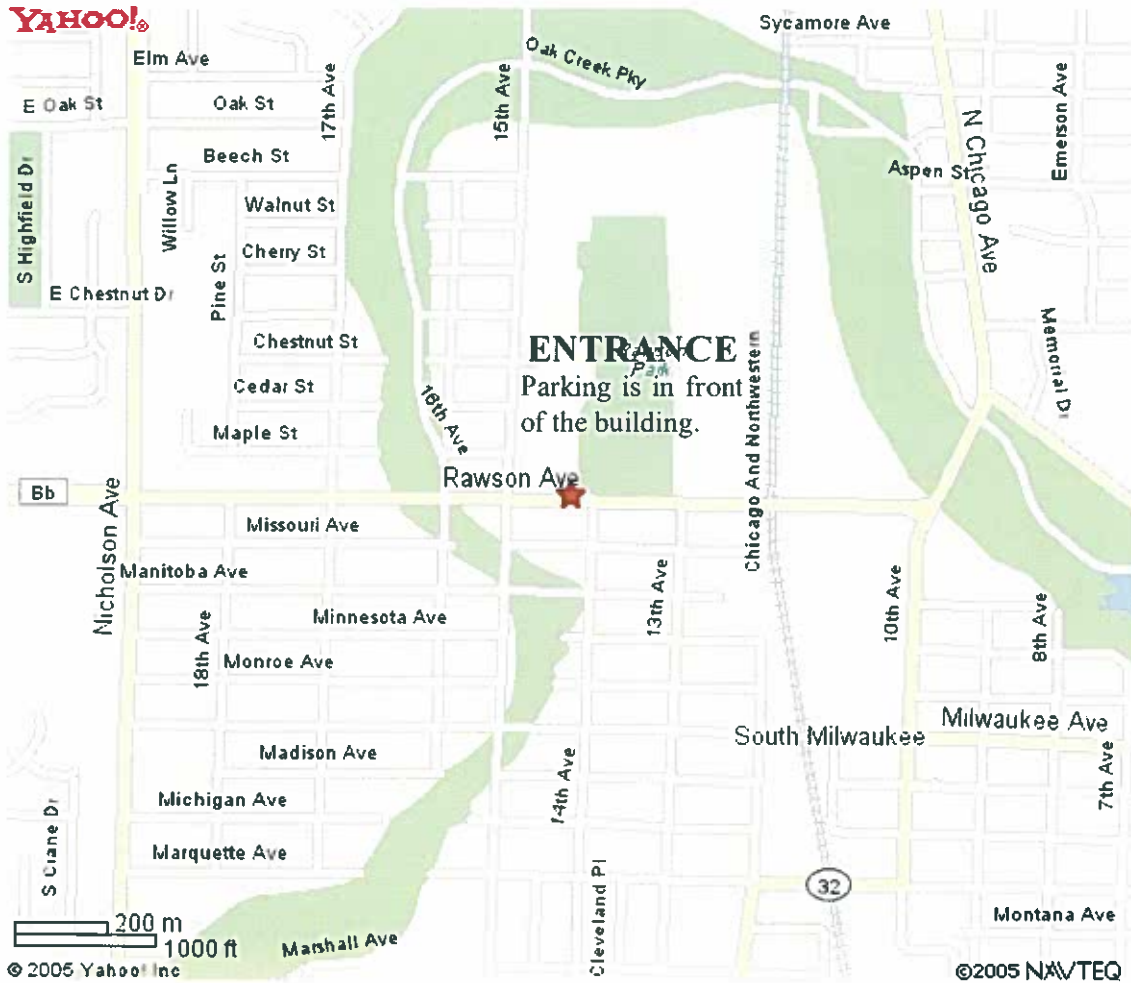 YAHOO!®
Sycamore Ave
Elm Ave
Oak Creek Pky
E Oak St
Oak St
17th Ave
15th Ave
N Chicago Ave
Emerson Ave
Beech St
Aspen St
S Highfield Dr
Willow Ln
Walnut St
Cherry St
Pine St
E Chestnut Dr
Chestnut St
ENTRANCE
Park
Parking is in front
of the building.
Memorial Dr
Cedar St
16th Ave
Maple St
Chicago And Northwestern
Rawson Ave
Bb
Nicholson Ave
Missouri Ave
Manitoba Ave
13th Ave
10th Ave
8th Ave
Minnesota Ave
18th Ave
Monroe Ave
South Milwaukee
Milwaukee Ave
Madison Ave
14th Ave
7th Ave
Michigan Ave
S Crane Dr
Marquette Ave
32
Cleveland Pl
Montana Ave
200 m
1000 ft
Marshall Ave
© 2005 Yahoo! Inc
©2005 NAVTEQ